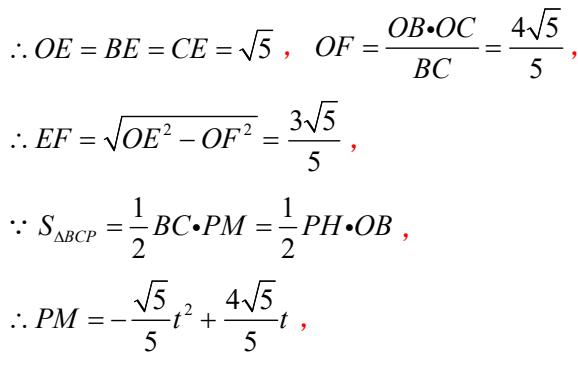 ∴ OE = BE = CE = √5 ， OF = OB•OC / BC = 4√5 / 5 ，
∴ EF = √(OE² − OF²) = 3√5 / 5 ，
∵ S△BCP = 1/2 BC•PM = 1/2 PH•OB ，
∴ PM = −√5/5 t² + 4√5/5 t ，